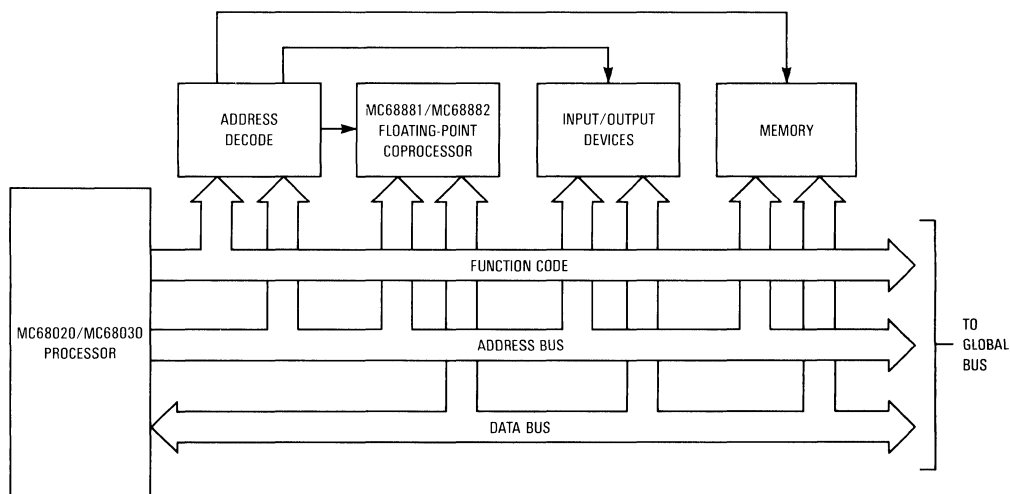 ADDRESS
DECODE
MC68881/MC68882
FLOATING-POINT
COPROCESSOR
INPUT/OUTPUT
DEVICES
MEMORY
FUNCTION CODE
MC68020/MC68030
PROCESSOR
ADDRESS BUS
TO
GLOBAL
BUS
DATA BUS